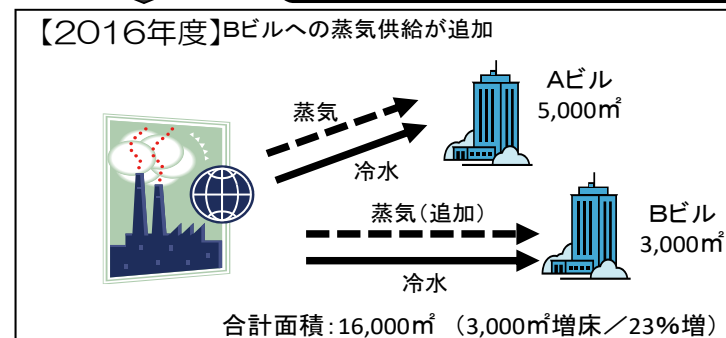 【2016年度】Bビルへの蒸気供給が追加
Aビル
5,000㎡
蒸気
冷水
蒸気(追加)
Bビル
3,000㎡
冷水
合計面積:16,000㎡ (3,000㎡増床/23%増)